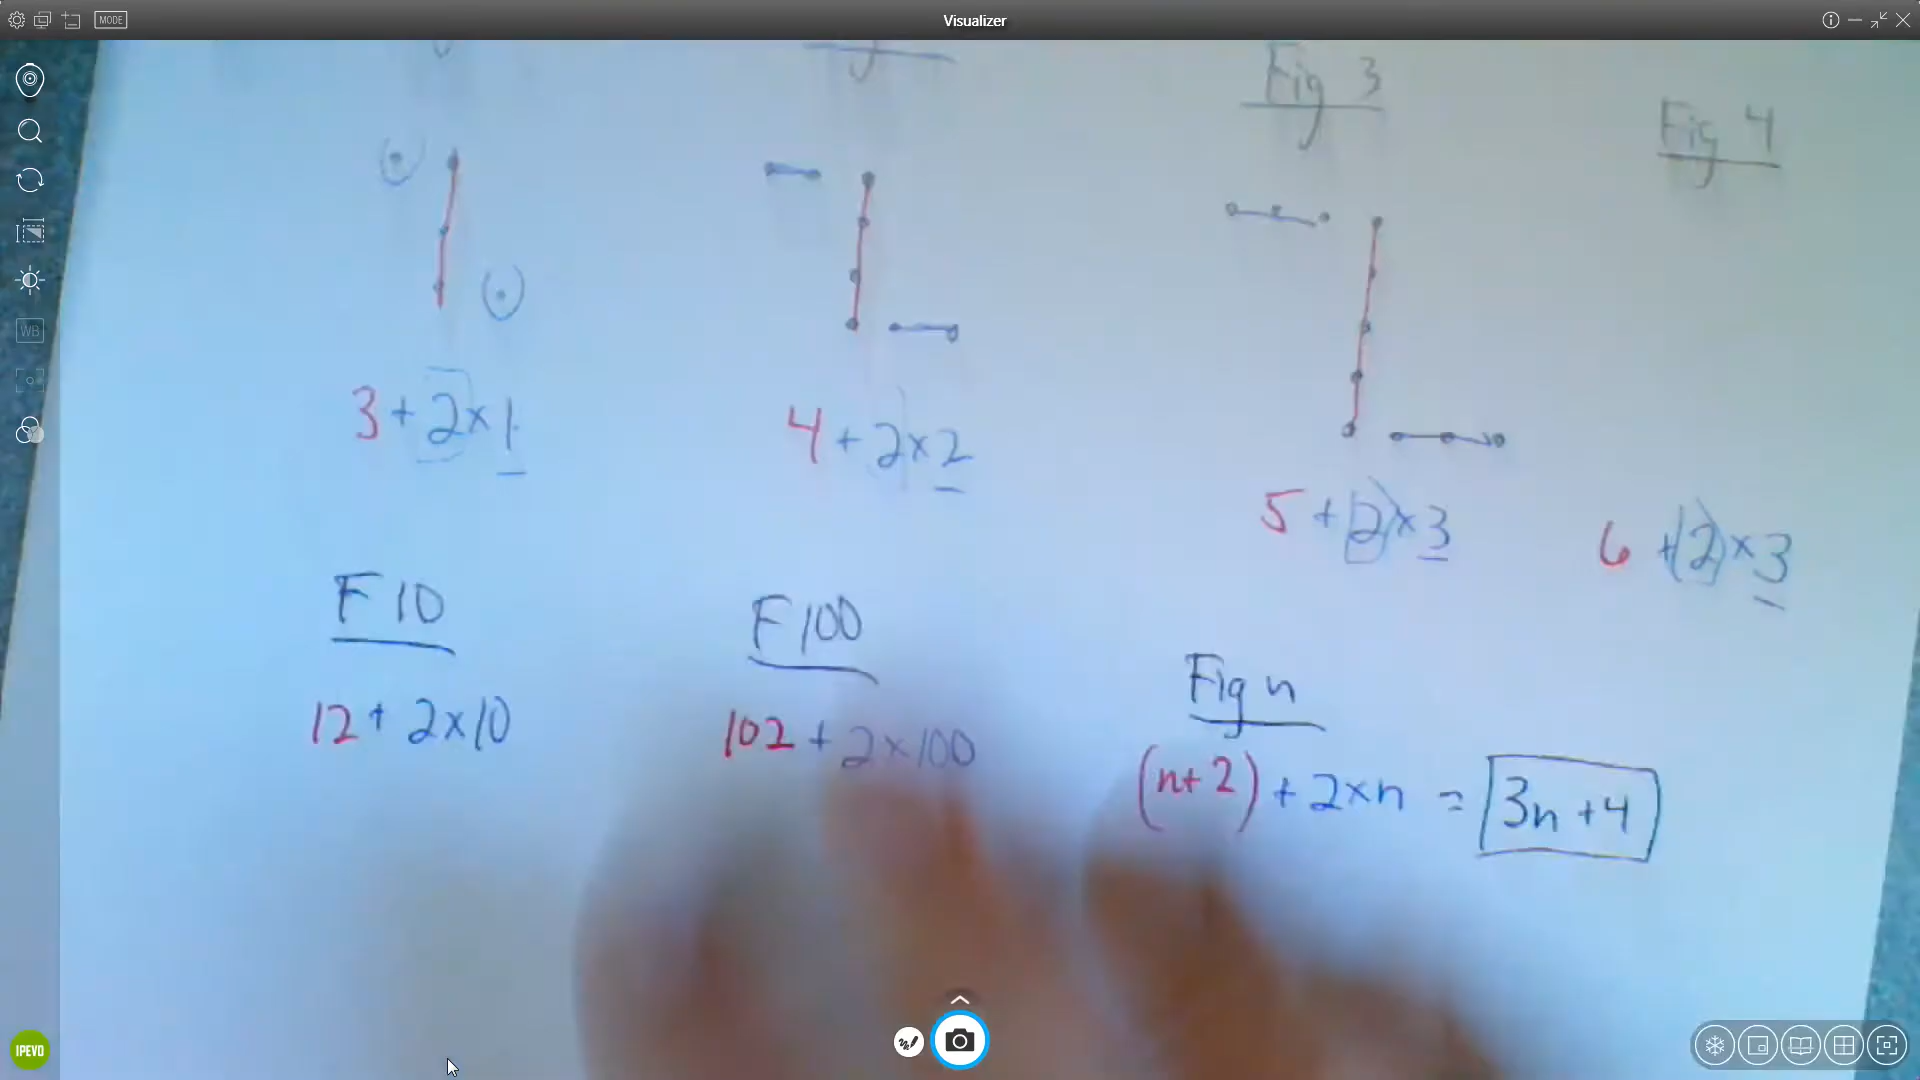 MODE
Visualizer
Fig 3
Fig 4
WB
3 + 2 x 1
4 + 2 x 2
5 + 2 x 3
6 + 2 x 3
F 10
F 100
Fig n
12 + 2 x 10
102 + 2 x 100
(n + 2) + 2 x n = 3n + 4
IPEVO